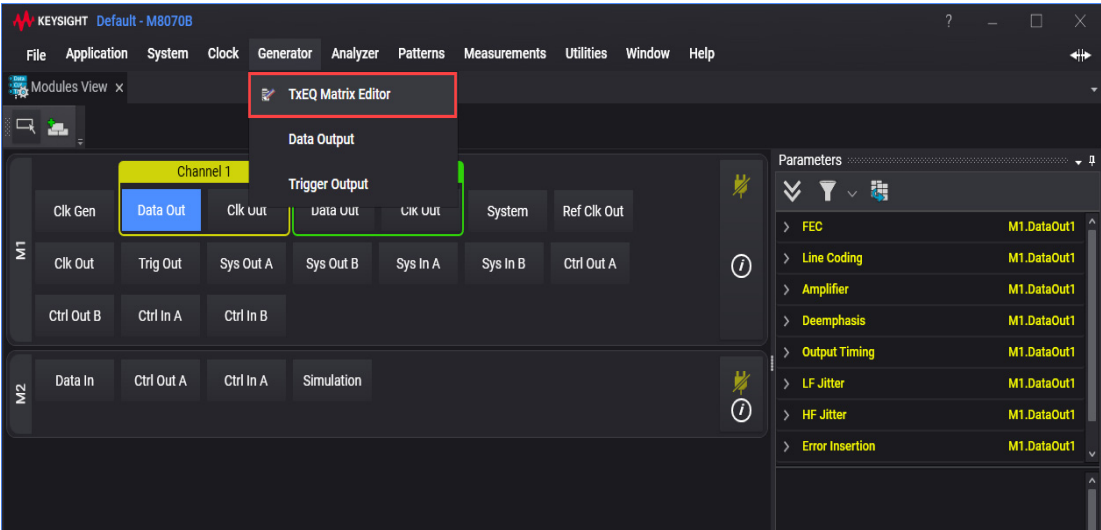 KEYSIGHT Default - M8070B
File Application System Clock Generator Analyzer Patterns Measurements Utilities Window Help
Modules View
TxEQ Matrix Editor
Data Output
Trigger Output
Channel 1
M1
Clk Gen Data Out Clk Out Data Out Clk Out System Ref Clk Out
Clk Out Trig Out Sys Out A Sys Out B Sys In A Sys In B Ctrl Out A
Ctrl Out B Ctrl In A Ctrl In B
M2
Data In Ctrl Out A Ctrl In A Simulation
Parameters
FEC M1.DataOut1
Line Coding M1.DataOut1
Amplifier M1.DataOut1
Deemphasis M1.DataOut1
Output Timing M1.DataOut1
LF Jitter M1.DataOut1
HF Jitter M1.DataOut1
Error Insertion M1.DataOut1